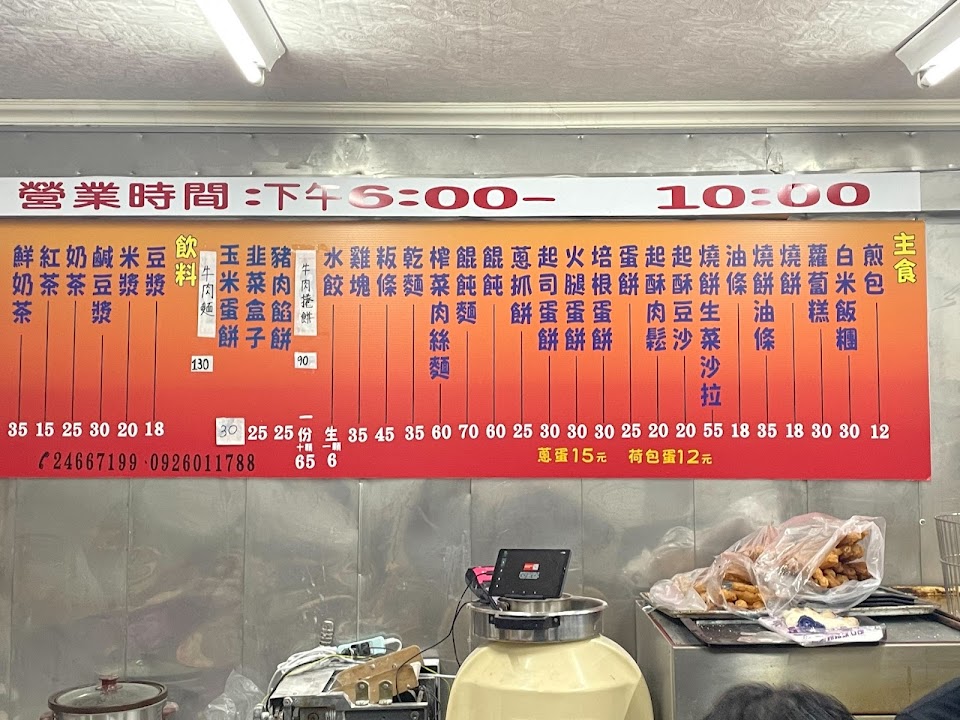 營業時間：下午6:00- 10:00
主食
煎包 12
白米飯糰 30
蘿蔔糕 30
燒餅 18
燒餅油條 35
油條 18
燒餅生菜沙拉 55
起酥豆沙 20
起酥肉鬆 20
蛋餅 25
培根蛋餅 30
火腿蛋餅 30
起司蛋餅 30
蔥抓餅 25
餛飩 60
餛飩麵 70
榨菜肉絲麵 60
乾麵 35
粄條 45
雞塊 35
水餃 生一顆 6
一份十顆 65
牛肉捲餅 90
豬肉餡餅 25
韭菜盒子 25
玉米蛋餅 30
牛肉麵 130
飲料
豆漿 18
米漿 20
鹹豆漿 30
奶茶 25
紅茶 15
鮮奶茶 35
蔥蛋15元 荷包蛋12元
24667199·0926011788